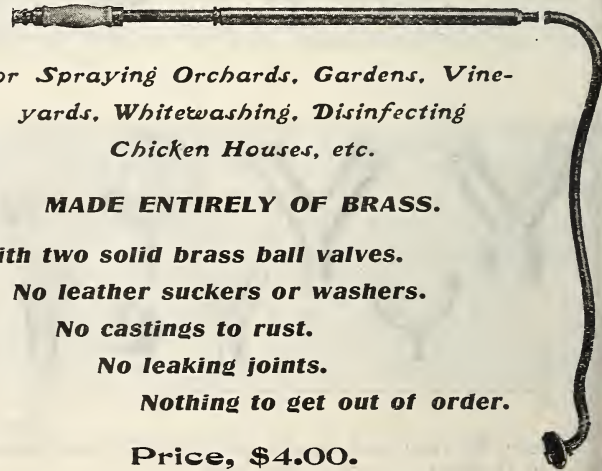 or Spraying Orchards, Gardens, Vine-
yards, Whitewashing, Disinfecting
Chicken Houses, etc.
MADE ENTIRELY OF BRASS.
ith two solid brass ball valves.
No leather suckers or washers.
No castings to rust.
No leaking joints.
Nothing to get out of order.
Price, $4.00.